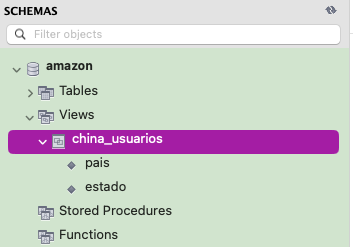 SCHEMAS
Filter objects
amazon
Tables
Views
china_usuarios
pais
estado
Stored Procedures
Functions